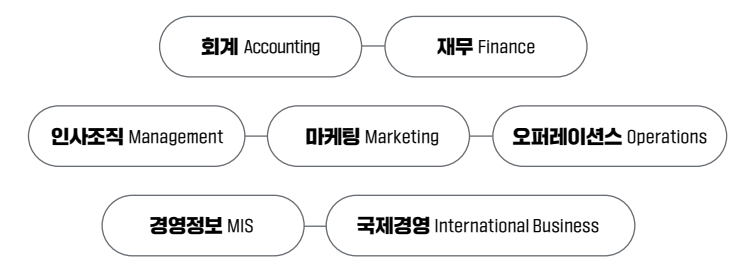 회계 Accounting 재무 Finance
인사조직 Management 마케팅 Marketing 오퍼레이션스 Operations
경영정보 MIS 국제경영 International Business